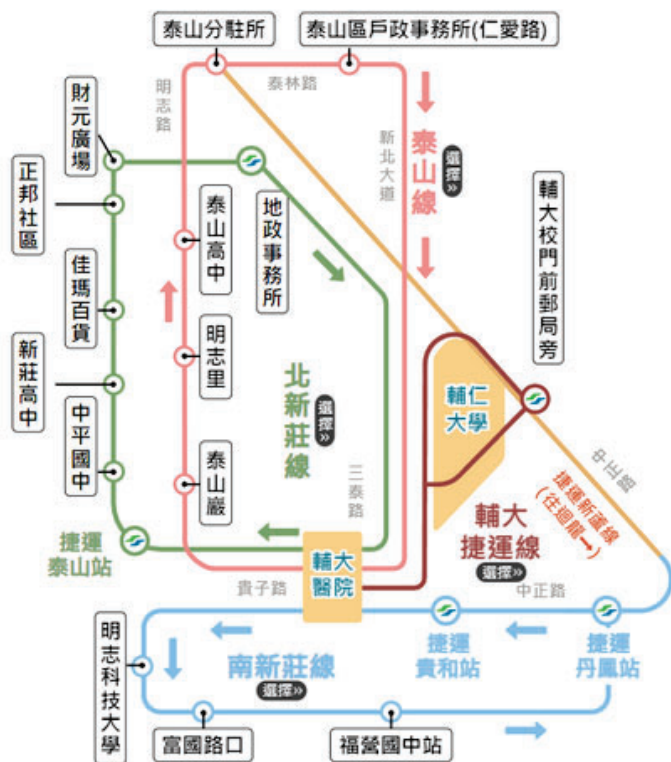 泰山分駐所
泰山區戶政事務所(仁愛路)
泰林路
明志路
財元廣場
新北大道
泰山線
選擇»
正邦社區
地政事務所
泰山高中
輔大校門前郵局旁
佳瑪百貨
新莊高中
明志里
北新莊線
選擇»
輔仁
大學
中平國中
泰山巖
三泰路
中正路
捷運新蘆線
(往迴龍→)
輔大
捷運線
選擇»
捷運
泰山站
輔大
醫院
貴子路
中正路
明志科技大學
南新莊線
選擇»
捷運
貴和站
捷運
丹鳳站
富國路口
福營國中站